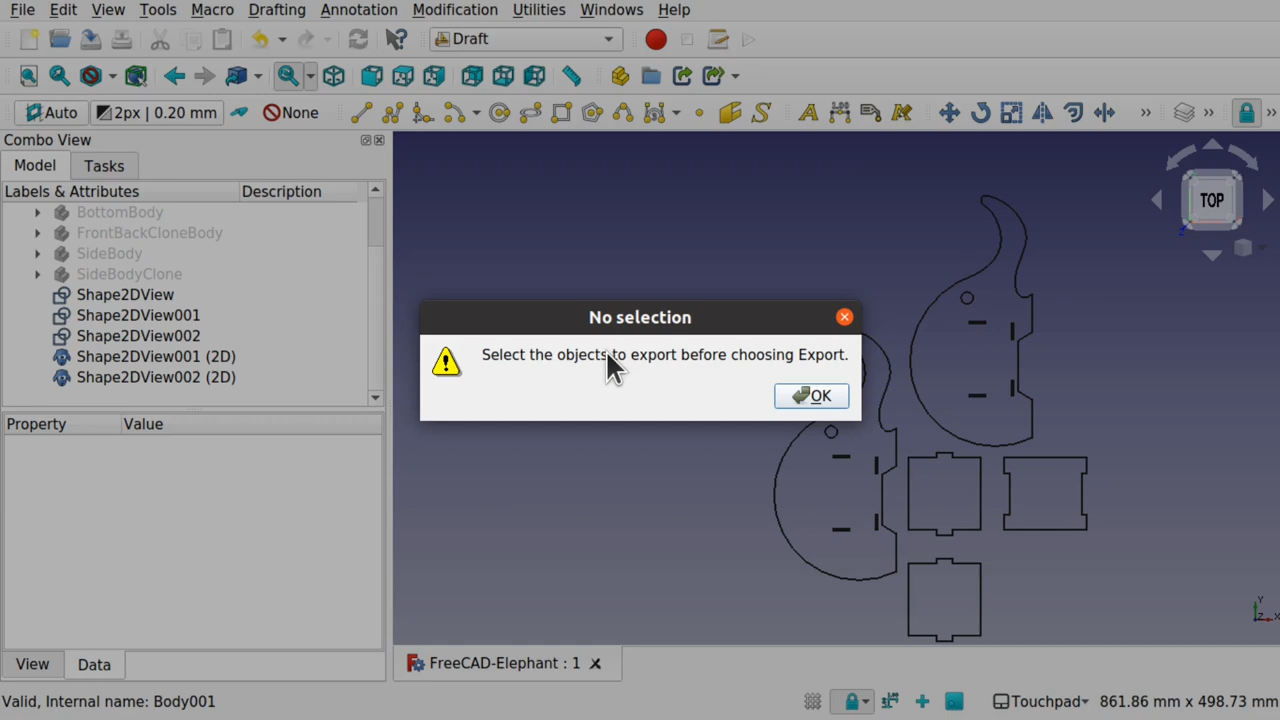 File Edit View Tools Macro Drafting Annotation Modification Utilities Windows Help
Draft
Auto 2px | 0.20 mm None
Combo View
Model Tasks
Labels & Attributes Description
BottomBody
FrontBackCloneBody
SideBody
SideBodyClone
Shape2DView
Shape2DView001
Shape2DView002
Shape2DView001 (2D)
Shape2DView002 (2D)
Property Value
View Data
TOP
No selection
Select the objects to export before choosing Export.
OK
Y
Z X
FreeCAD-Elephant : 1
Valid, Internal name: Body001
Touchpad 861.86 mm x 498.73 mm